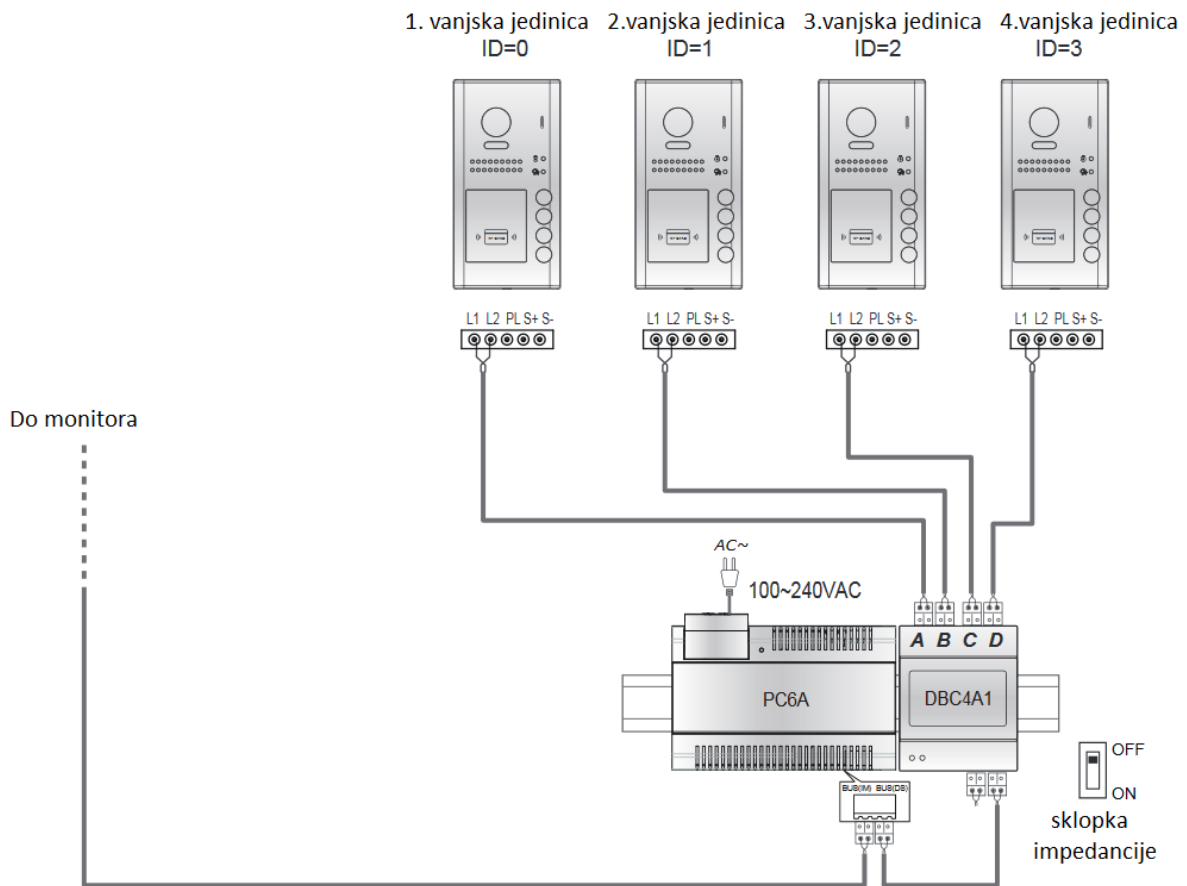 1. vanjska jedinica 2.vanjska jedinica 3.vanjska jedinica 4.vanjska jedinica
ID=0 ID=1 ID=2 ID=3
L1 L2 PL S+ S- L1 L2 PL S+ S- L1 L2 PL S+ S- L1 L2 PL S+ S-
Do monitora
AC~
100~240VAC
A B C D
PC6A DBC4A1
OFF
BUS(IM) BUS(DS)
ON
sklopka
impedancije